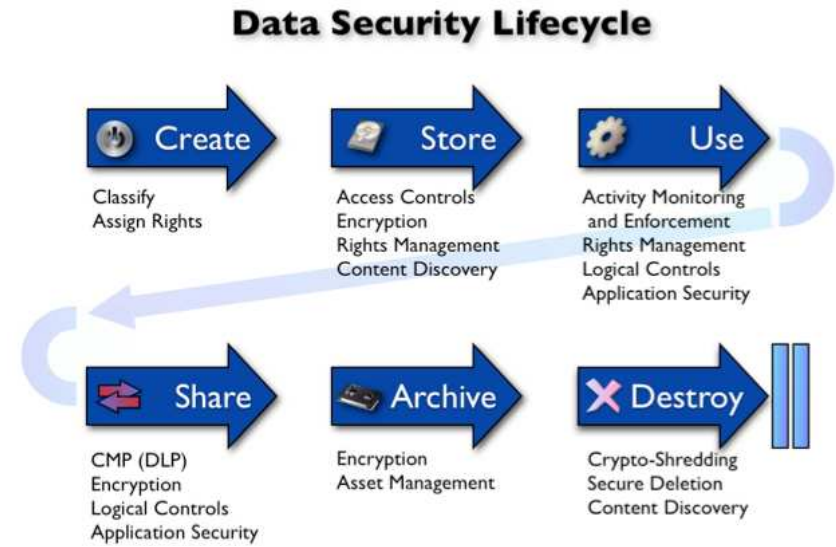 Data Security Lifecycle
Create
Classify
Assign Rights
Store
Access Controls
Encryption
Rights Management
Content Discovery
Use
Activity Monitoring
and Enforcement
Rights Management
Logical Controls
Application Security
Share
CMP (DLP)
Encryption
Logical Controls
Application Security
Archive
Encryption
Asset Management
Destroy
Crypto-Shredding
Secure Deletion
Content Discovery